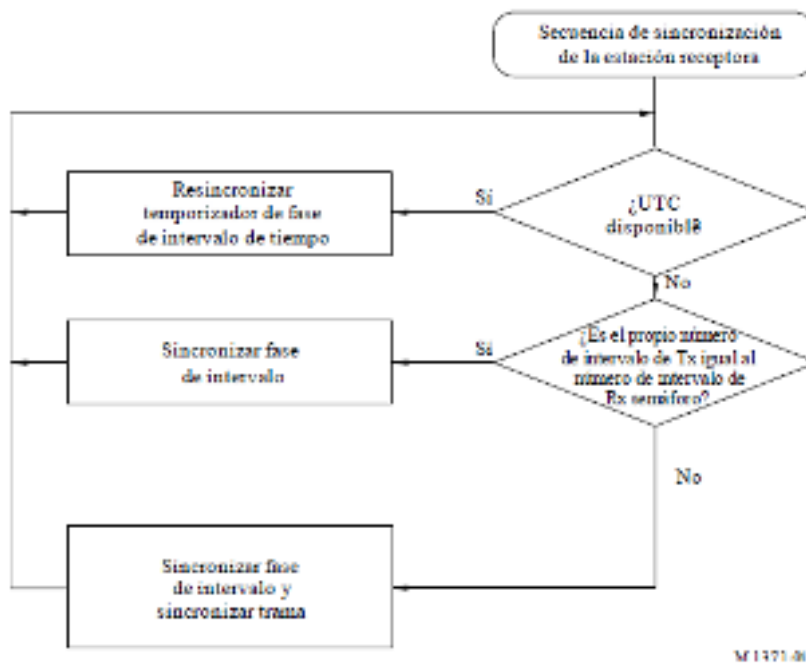 Secuencia de sincronización
de la estación receptora
Resincronizar
temporizador de fase
de intervalo de tiempo
Sí
¿UTC
disponible
No
Sincronizar fase
de intervalo
Sí
¿Es el propio número
de intervalo de Tx igual al
número de intervalo de
Rx semáforo?
No
Sincronizar fase
de intervalo y
sincronizar trama